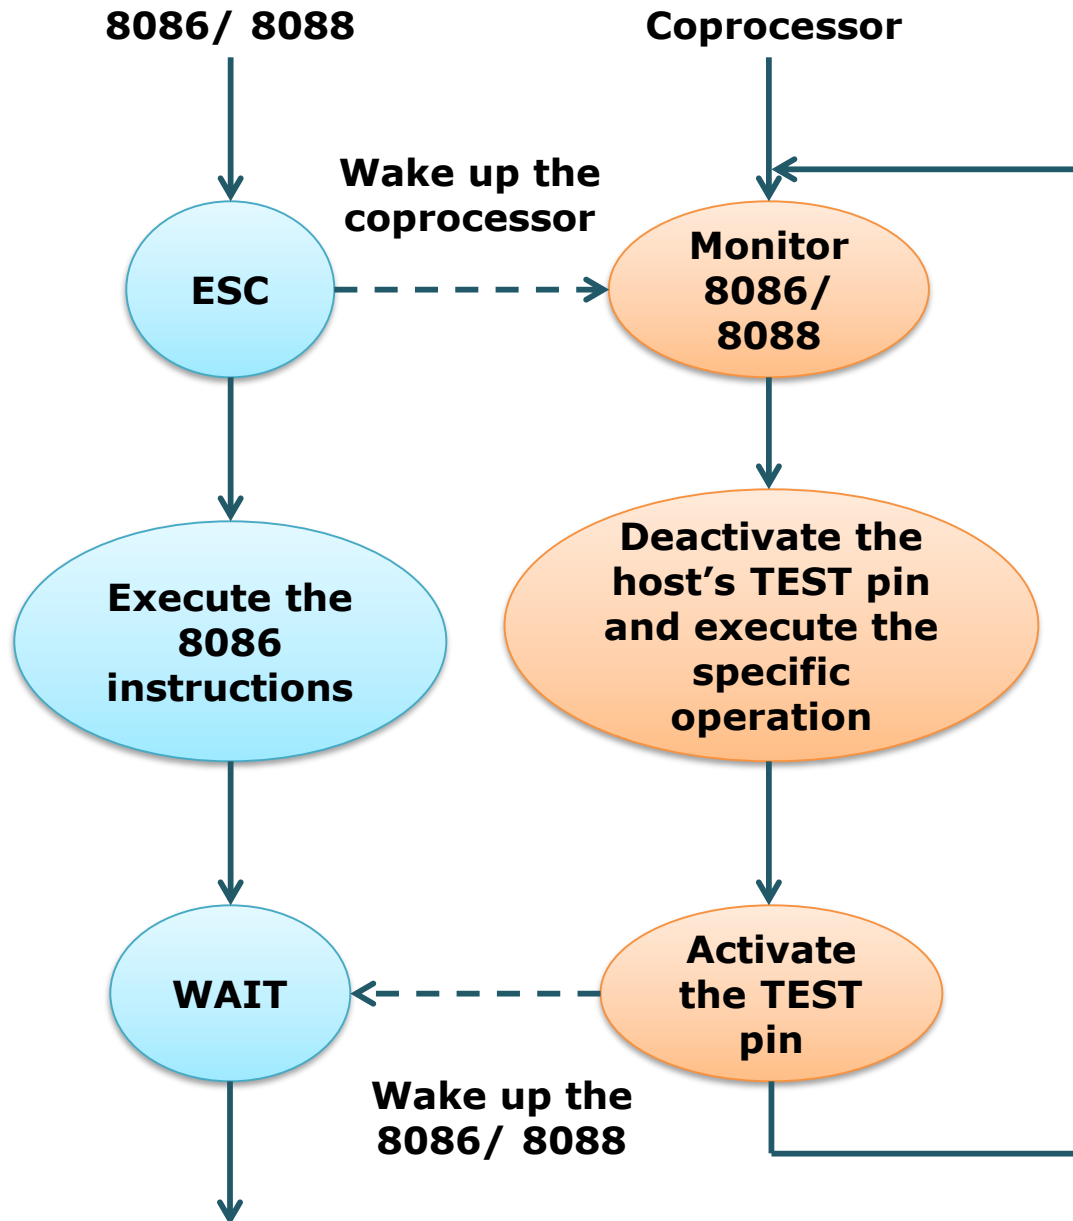 8086/ 8088
Coprocessor
Wake up the
coprocessor
ESC
Monitor
8086/
8088
Execute the
8086
instructions
Deactivate the
host’s TEST pin
and execute the
specific
operation
WAIT
Activate
the TEST
pin
Wake up the
8086/ 8088